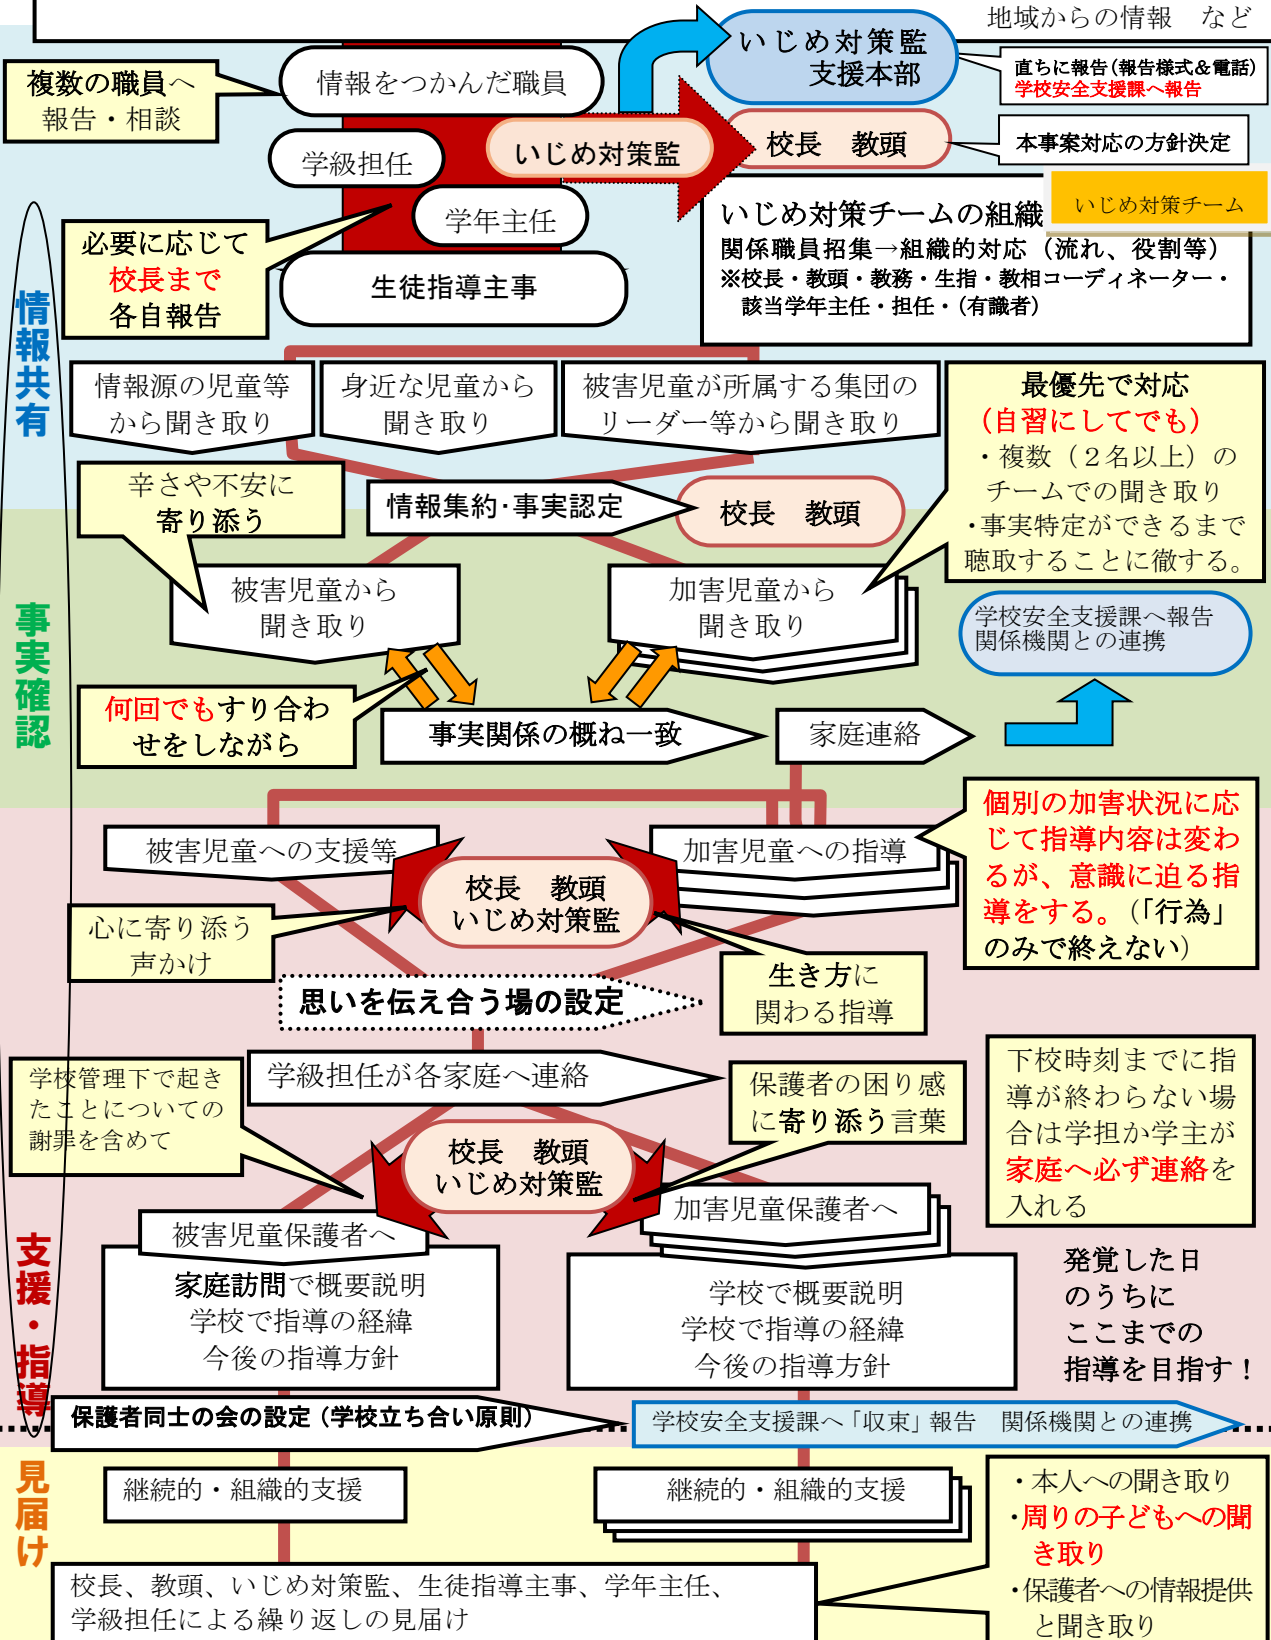 地域からの情報　など
いじめ対策監
支援本部
直ちに報告(報告様式&電話)
学校安全支援課へ報告
複数の職員へ
報告・相談
情報をつかんだ職員
学級担任
いじめ対策監
校長　教頭
本事案対応の方針決定
学年主任
いじめ対策チームの組織
いじめ対策チーム
関係職員招集→組織的対応（流れ、役割等）
※校長・教頭・教務・生指・教相コーディネーター・
該当学年主任・担任・(有識者)
必要に応じて
校長まで
各自報告
生徒指導主事
情報共有
情報源の児童等
から聞き取り
身近な児童から
聞き取り
被害児童が所属する集団の
リーダー等から聞き取り
最優先で対応
（自習にしてでも）
・複数（２名以上）の
チームでの聞き取り
・事実特定ができるまで
聴取することに徹する。
辛さや不安に
寄り添う
情報集約・事実認定
校長　教頭
事実確認
被害児童から
聞き取り
加害児童から
聞き取り
学校安全支援課へ報告
関係機関との連携
何回でもすり合わ
せをしながら
事実関係の概ね一致
家庭連絡
個別の加害状況に応
じて指導内容は変わ
るが、意識に迫る指
導をする。（「行為」
のみで終えない）
被害児童への支援等
加害児童への指導
校長　教頭
いじめ対策監
心に寄り添う
声かけ
思いを伝え合う場の設定
生き方に
関わる指導
学校管理下で起き
たことについての
謝罪を含めて
学級担任が各家庭へ連絡
保護者の困り感
に寄り添う言葉
下校時刻までに指
導が終わらない場
合は学担か学主が
家庭へ必ず連絡を
入れる
校長　教頭
いじめ対策監
支援・指導
被害児童保護者へ
加害児童保護者へ
家庭訪問で概要説明
学校で指導の経緯
今後の指導方針
学校で概要説明
学校で指導の経緯
今後の指導方針
発覚した日
のうちに
ここまでの
指導を目指す！
保護者同士の会の設定（学校立ち合い原則）
学校安全支援課へ「収束」報告　関係機関との連携
見届け
継続的・組織的支援
継続的・組織的支援
・本人への聞き取り
・周りの子どもへの聞
き取り
・保護者への情報提供
と聞き取り
校長、教頭、いじめ対策監、生徒指導主事、学年主任、
学級担任による繰り返しの見届け